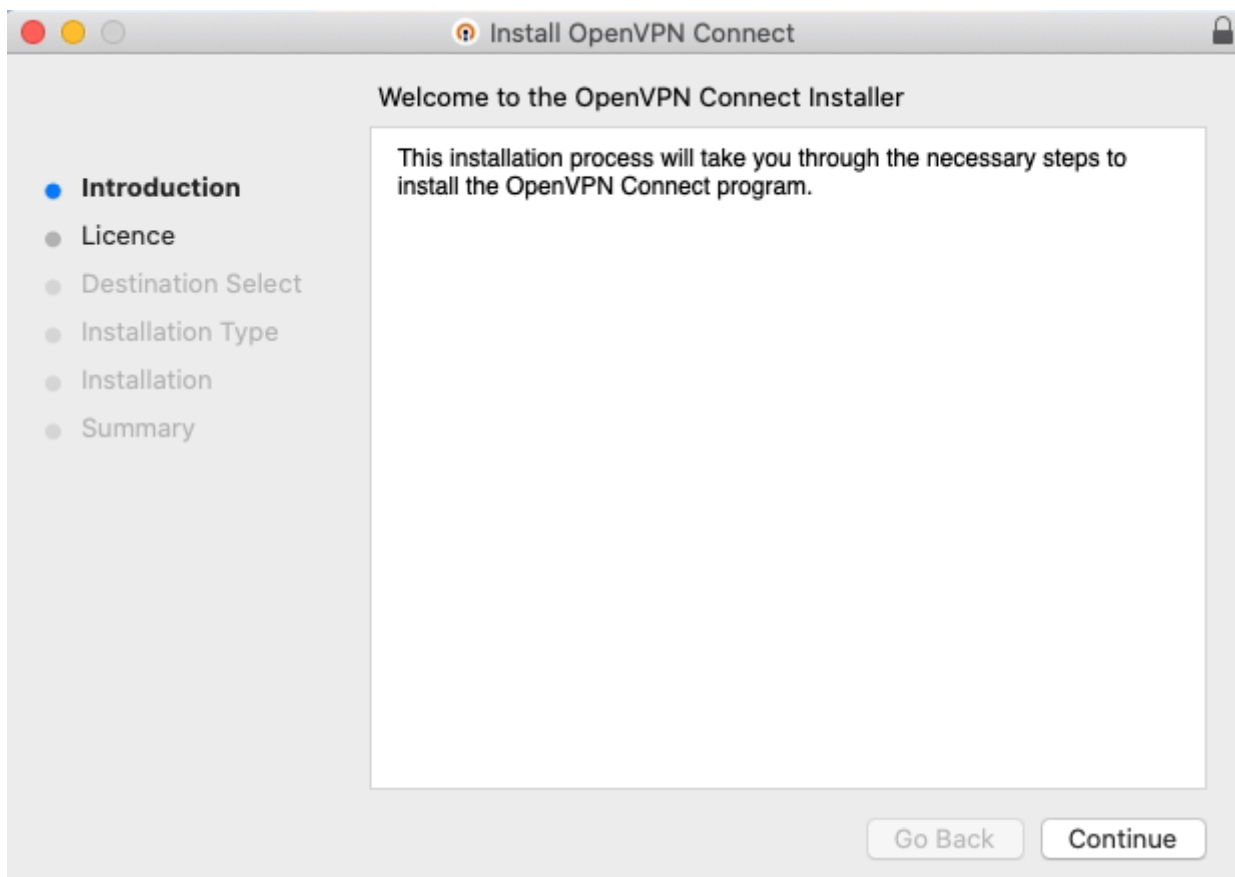 Install OpenVPN Connect
Welcome to the OpenVPN Connect Installer
Introduction
Licence
Destination Select
Installation Type
Installation
Summary
This installation process will take you through the necessary steps to
install the OpenVPN Connect program.
Go Back
Continue